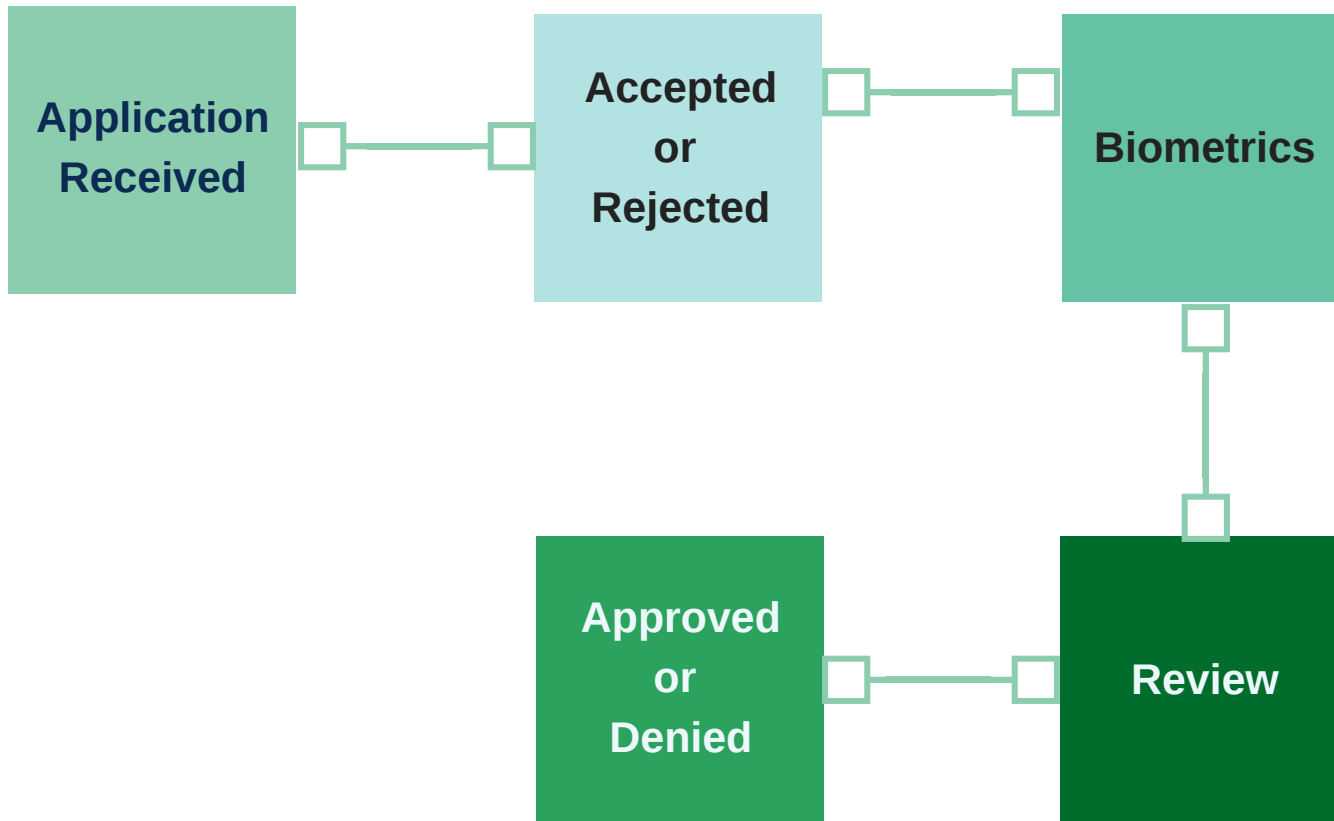 Application
Received
Accepted
or
Rejected
Biometrics
Review
Approved
or
Denied